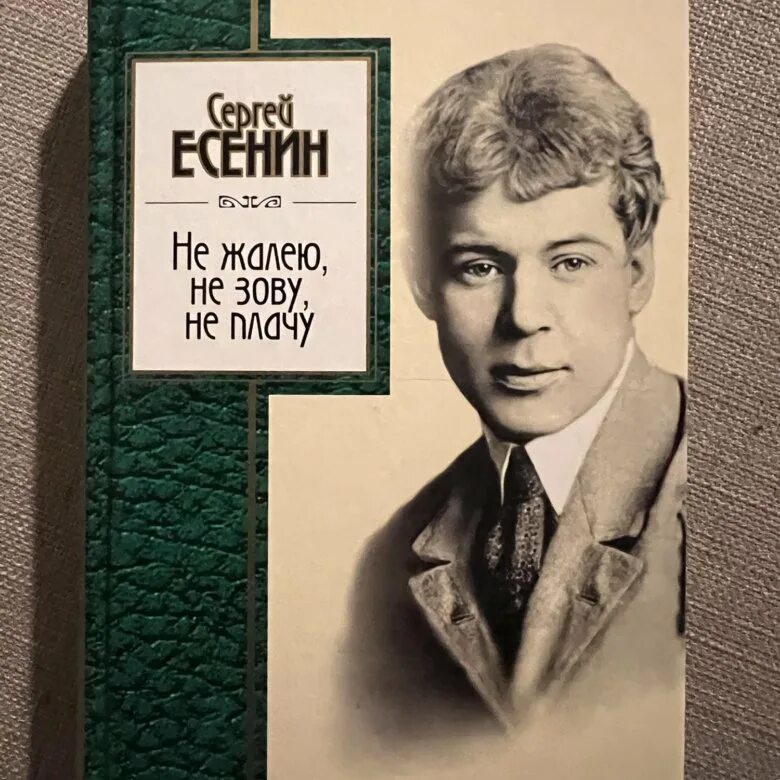 Сергей
ЕСЕНИН
Не жалею,
не зову,
не плачу